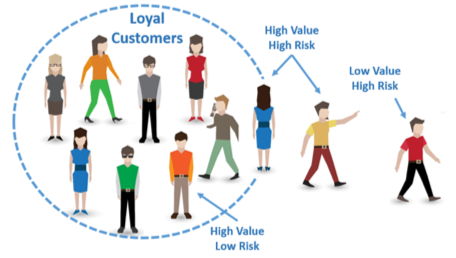 Loyal
Customers
High Value
High Risk
Low Value
High Risk
High Value
Low Risk